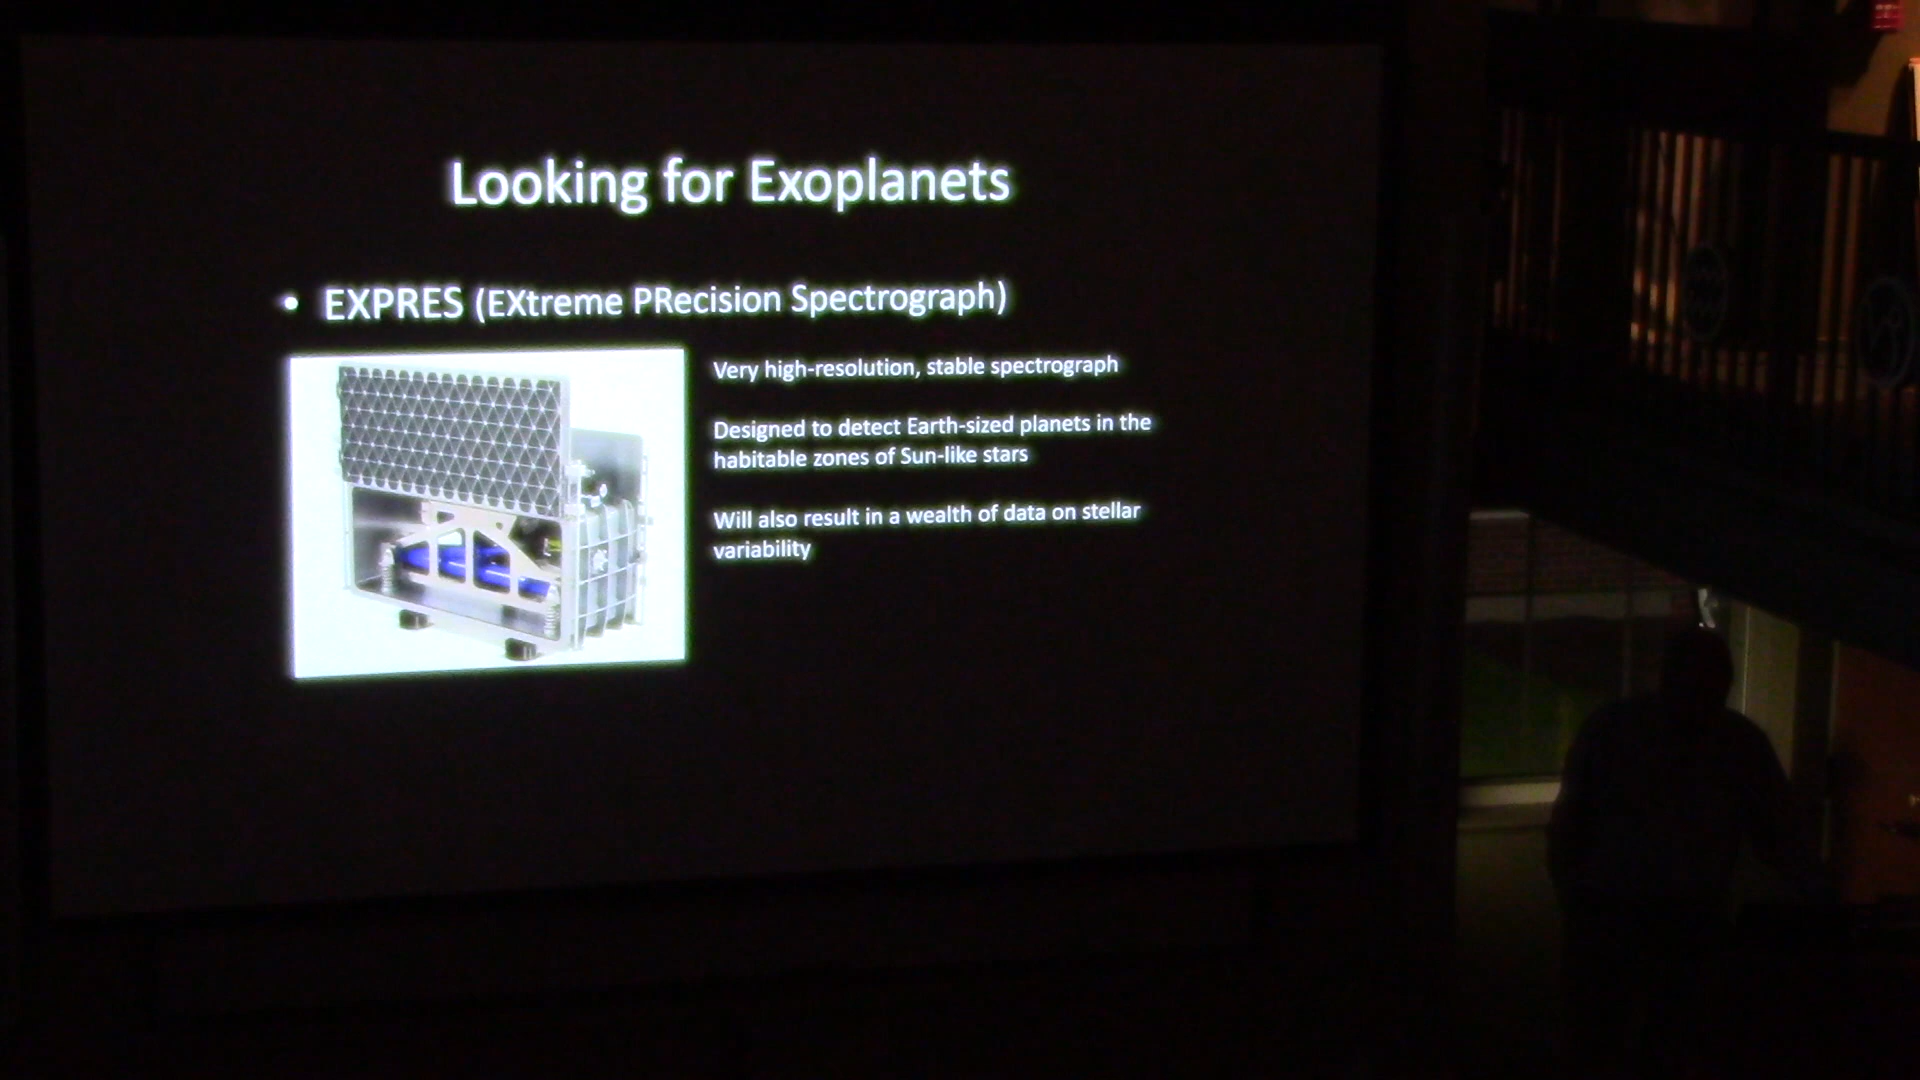 Looking for Exoplanets
• EXPRES (EXtreme PRecision Spectrograph)
Very high-resolution, stable spectrograph
Designed to detect Earth-sized planets in the
habitable zones of Sun-like stars
Will also result in a wealth of data on stellar
variability